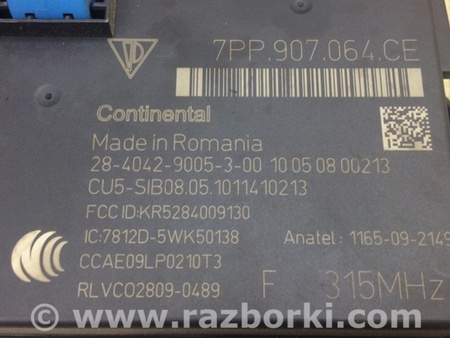 7PP.907.064.CE
Continental
Made in Romania
28-4042-9005-3-00 10 05 08 00213
CU5-SIB08.05.1011410213
FCC ID:KR5284009130
IC:7812D-5WK50138 Anatel: 1165-09-2149
CCAE09LP0210T3
RLVCO2809-0489 F 315MHz
© www.razborki.com